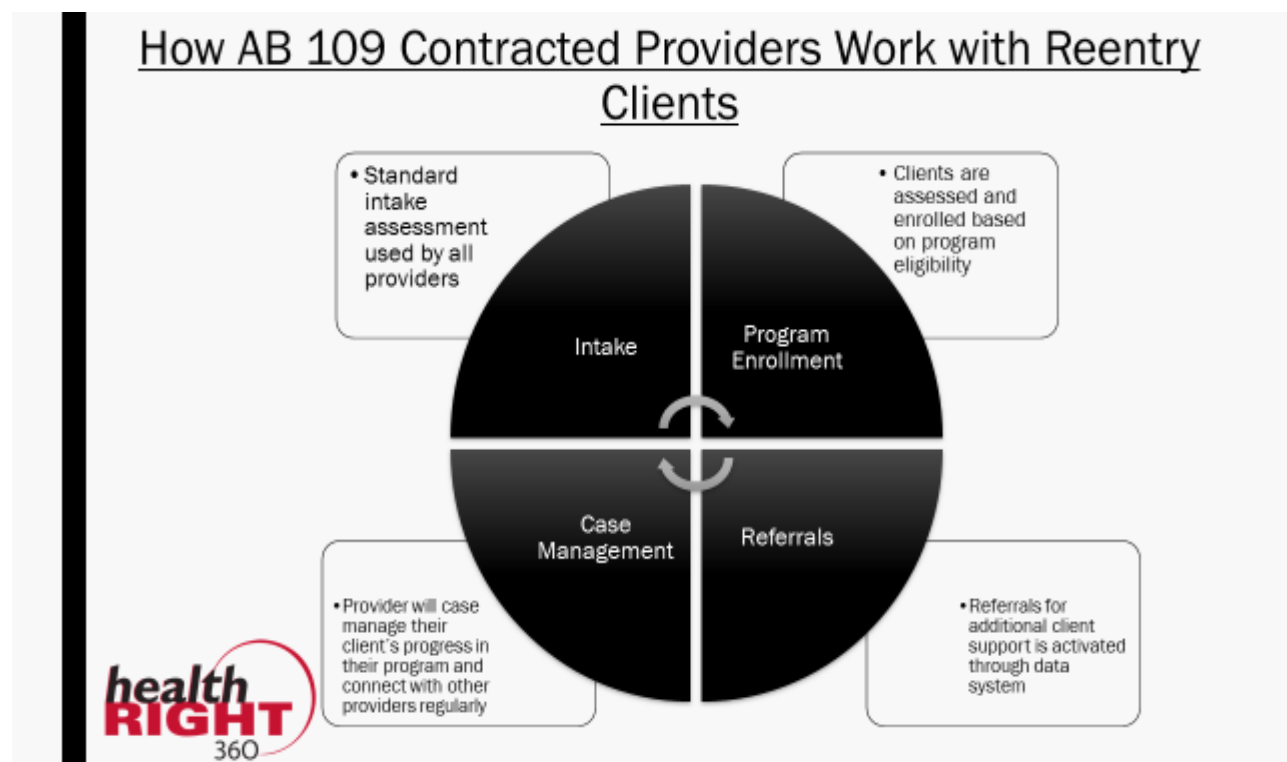 How AB 109 Contracted Providers Work with Reentry
Clients
• Standard
intake
assessment
used by all
providers
• Clients are
assessed and
enrolled based
on program
eligibility
Intake
Program
Enrollment
Case
Management
Referrals
•Provider will case
manage their
client's progress in
their program and
connect with other
providers regularly
•Referrals for
additional client
support is activated
through data
system
health
RIGHT
360